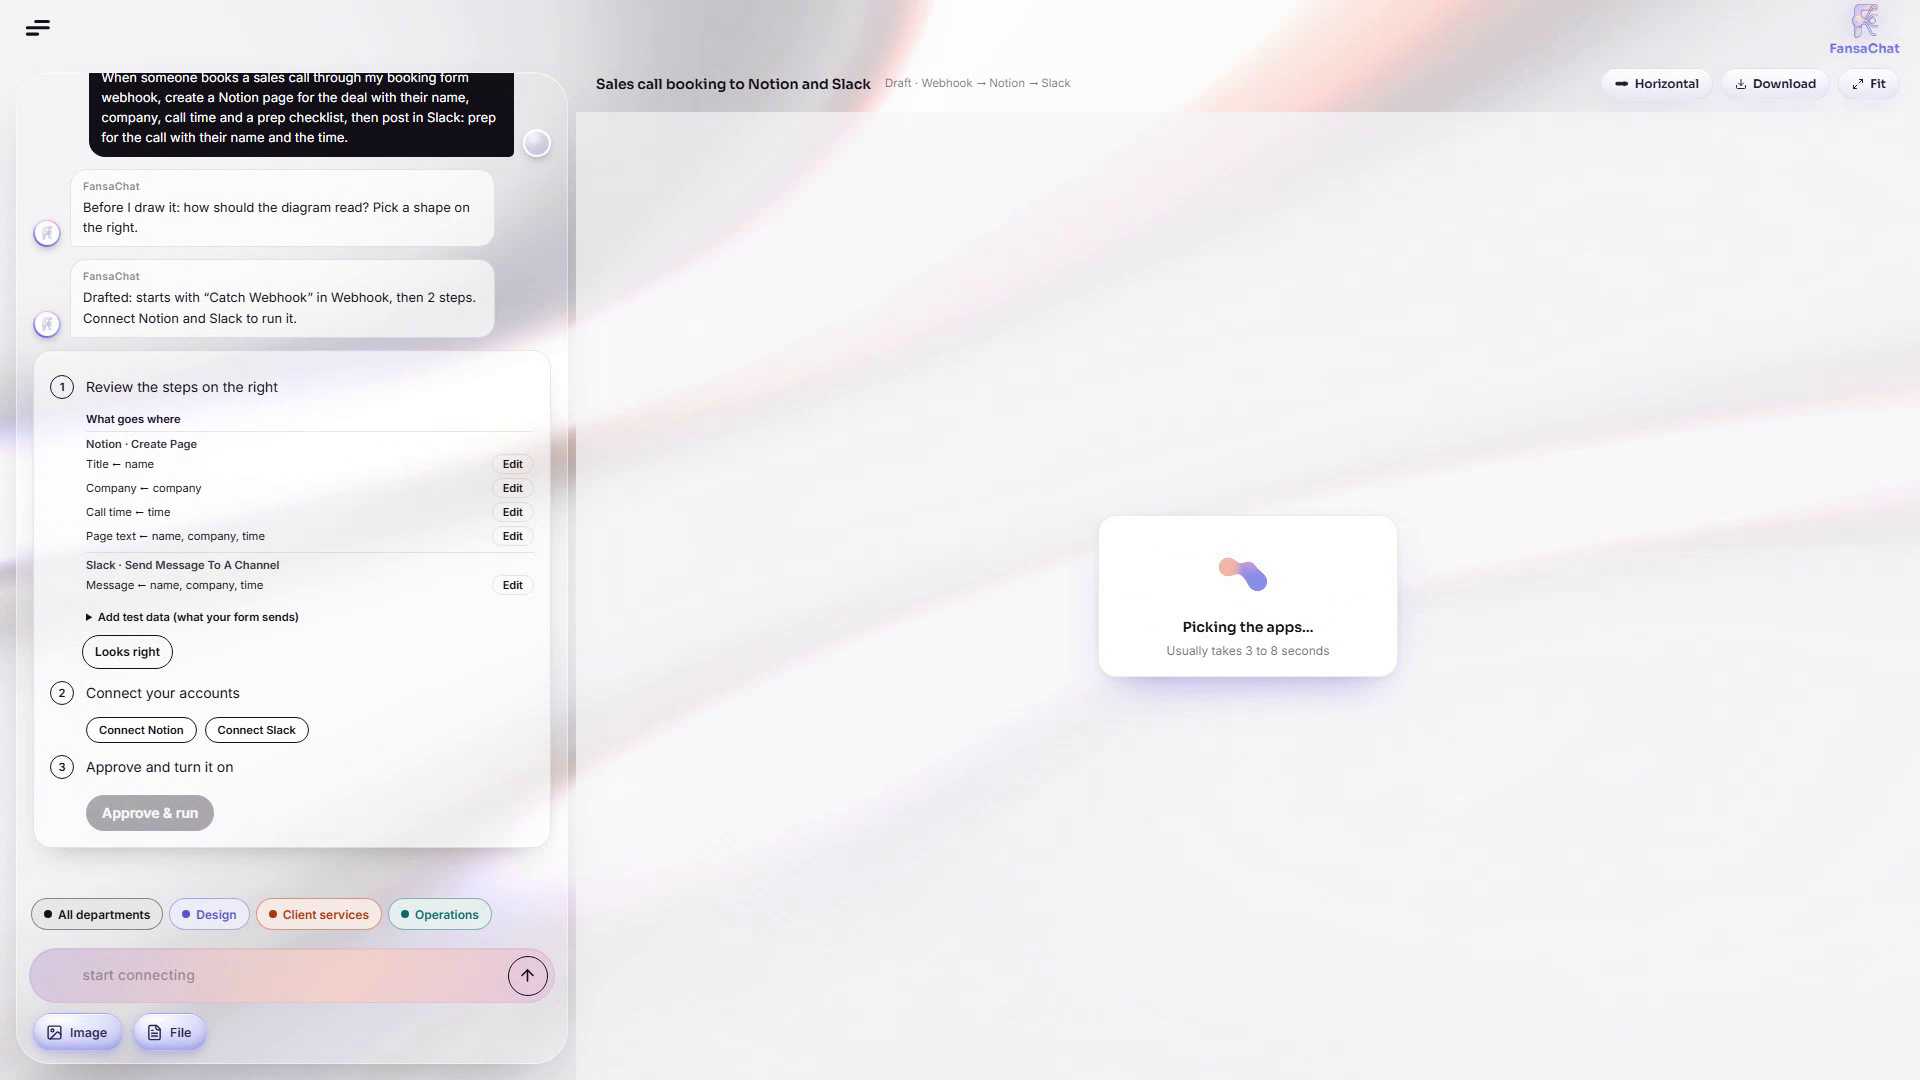 FansaChat
When someone books a sales call through my booking form
webhook, create a Notion page for the deal with their name,
company, call time and a prep checklist, then post in Slack: prep
for the call with their name and the time.
FansaChat
Before I draw it: how should the diagram read? Pick a shape on
the right.
FansaChat
Drafted: starts with “Catch Webhook” in Webhook, then 2 steps.
Connect Notion and Slack to run it.
1 Review the steps on the right
What goes where
Notion · Create Page
Title ← name Edit
Company ← company Edit
Call time ← time Edit
Page text ← name, company, time Edit
Slack · Send Message To A Channel
Message ← name, company, time Edit
▶ Add test data (what your form sends)
Looks right
2 Connect your accounts
Connect Notion Connect Slack
3 Approve and turn it on
Approve & run
All departments Design Client services Operations
start connecting
Image File
Sales call booking to Notion and Slack Draft · Webhook → Notion → Slack
Horizontal Download Fit
Picking the apps...
Usually takes 3 to 8 seconds